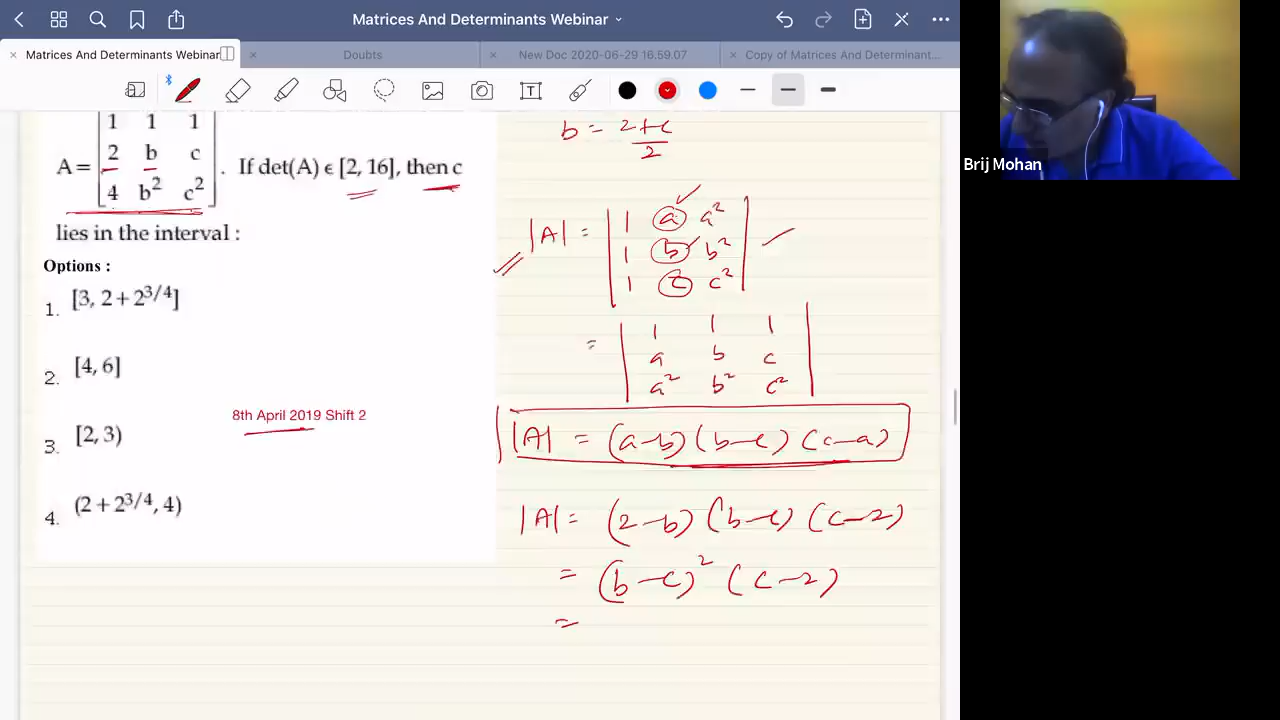 Matrices And Determinants Webinar
Matrices And Determinants Webinar
Doubts
New Doc 2020-06-29 16.59.07
Copy of Matrices And Determinant...
Brij Mohan
1 1 1
A = 2 b c . If det(A) ∈ [2, 16], then c
4 b² c²
lies in the interval :
Options :
1. [3, 2 + 2^{3/4}]
2. [4, 6]
8th April 2019 Shift 2
3. [2, 3)
4. (2 + 2^{3/4}, 4)
b = (2+c)/2
|A| = | 1 a a² |
| 1 b b² |
| 1 c c² |
= | 1 1 1 |
| a b c |
| a² b² c² |
|A| = (a-b)(b-c)(c-a)
|A| = (2-b)(b-c)(c-2)
= (b-c)²(c-2)
=